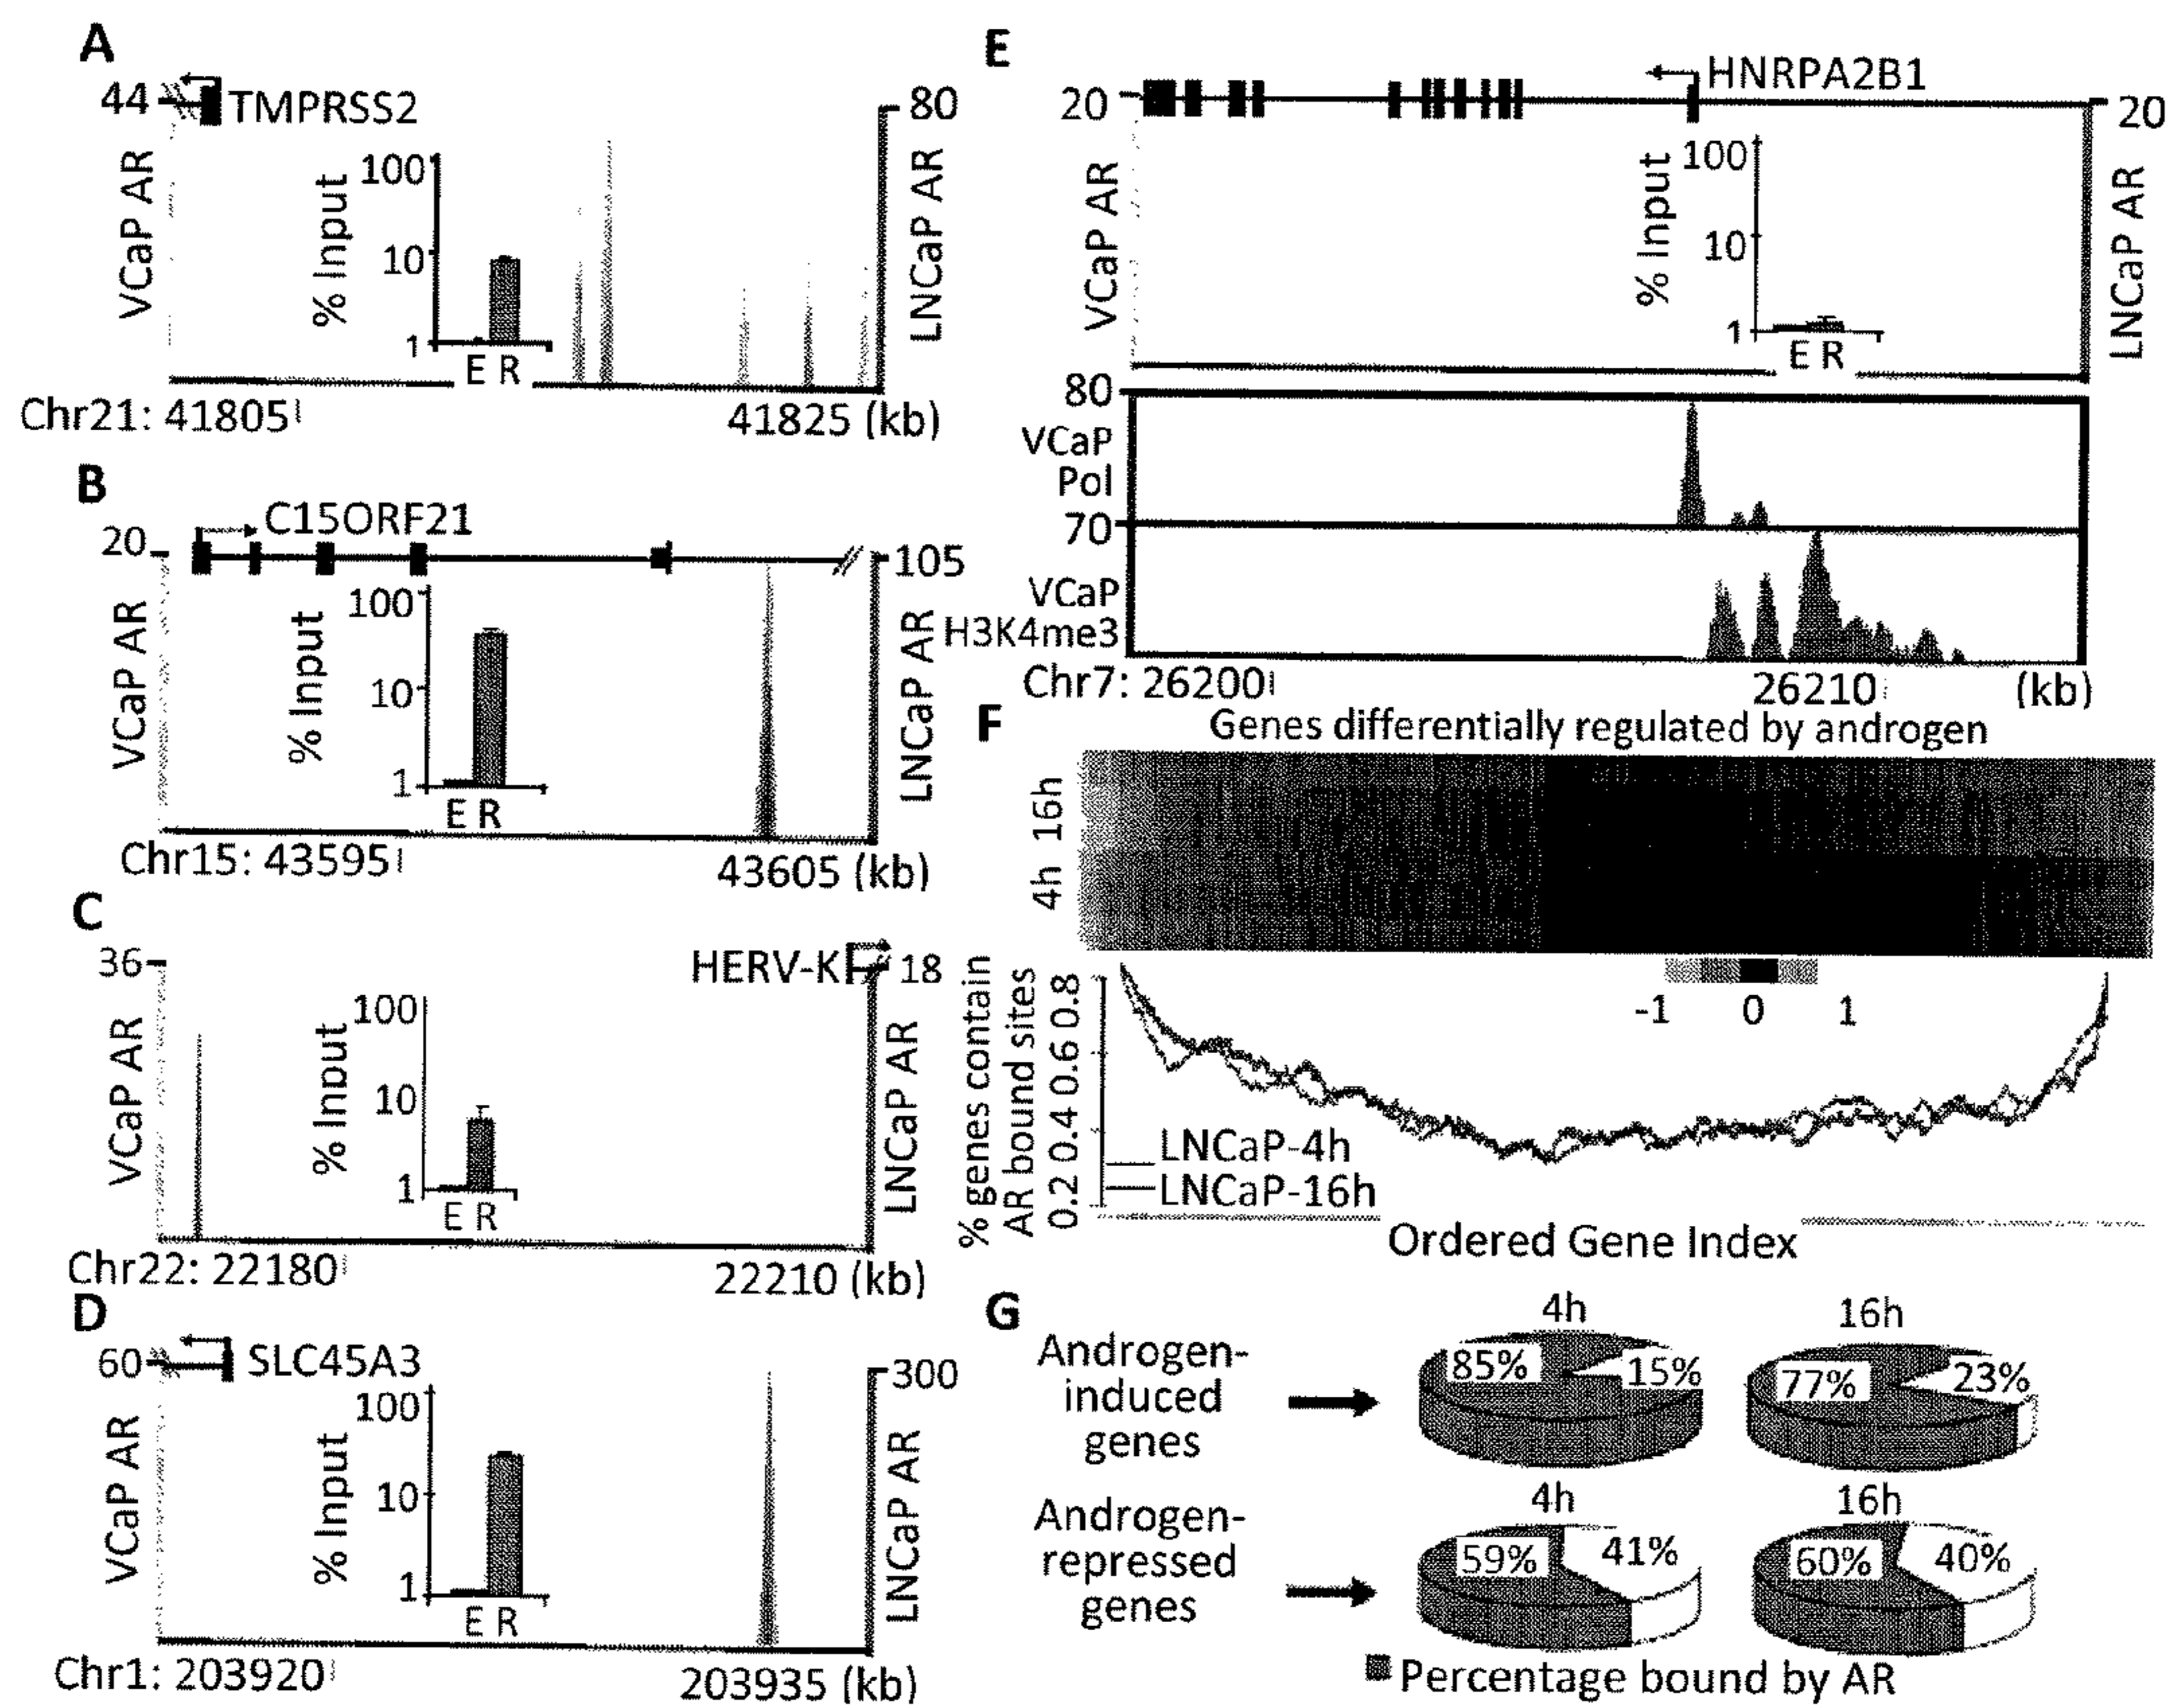 A
44
TMPRSS2
80
VCaP AR
% Input
100
10
1
E R
LNCaP AR
Chr21: 41805
41825 (kb)
B
C15ORF21
20
105
VCaP AR
% Input
100
10
1
E R
LNCaP AR
Chr15: 43595
43605 (kb)
C
36
HERV-K
18
VCaP AR
% Input
100
10
1
E R
LNCaP AR
Chr22: 22180
22210 (kb)
D
60
SLC45A3
300
VCaP AR
% Input
100
10
1
E R
LNCaP AR
Chr1: 203920
203935 (kb)
E
HNRPA2B1
20
20
VCaP AR
% Input
100
10
1
E R
LNCaP AR
80
VCaP
Pol
70
VCaP
H3K4me3
Chr7: 26200
26210
(kb)
F
Genes differentially regulated by androgen
4h 16h
-1 0 1
% genes contain
AR bound sites
0.2 0.4 0.6 0.8
LNCaP-4h
LNCaP-16h
Ordered Gene Index
G
4h
16h
Androgen-
induced
genes
85%
15%
77%
23%
4h
16h
Androgen-
repressed
genes
59%
41%
60%
40%
Percentage bound by AR